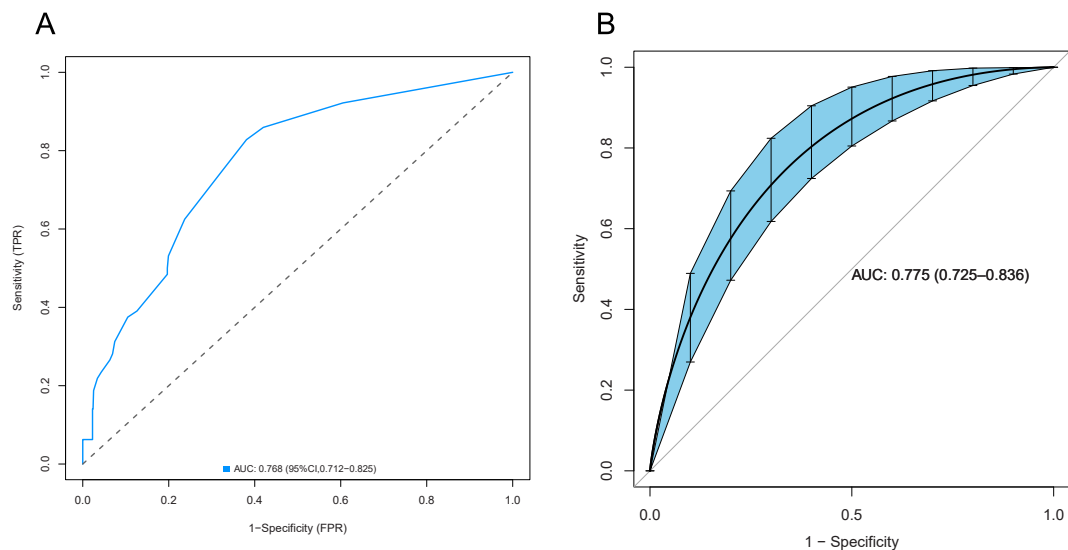 A
1.0
0.8
0.6
0.4
0.2
0.0
Sensitivity (TPR)
AUC: 0.768 (95%CI,0.712−0.825)
0.0 0.2 0.4 0.6 0.8 1.0
1−Specificity (FPR)
B
1.0
0.8
0.6
0.4
0.2
0.0
Sensitivity
AUC: 0.775 (0.725–0.836)
0.0 0.5 1.0
1 − Specificity